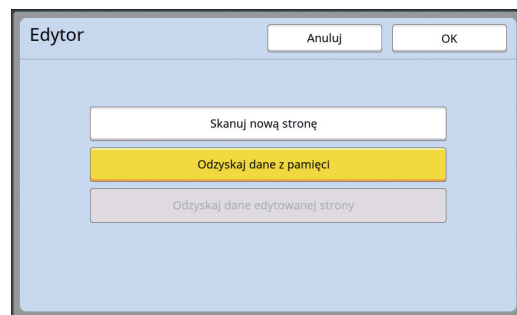 Edytor
Anuluj
OK
Skanuj nową stronę
Odzyskaj dane z pamięci
Odzyskaj dane edytowanej strony